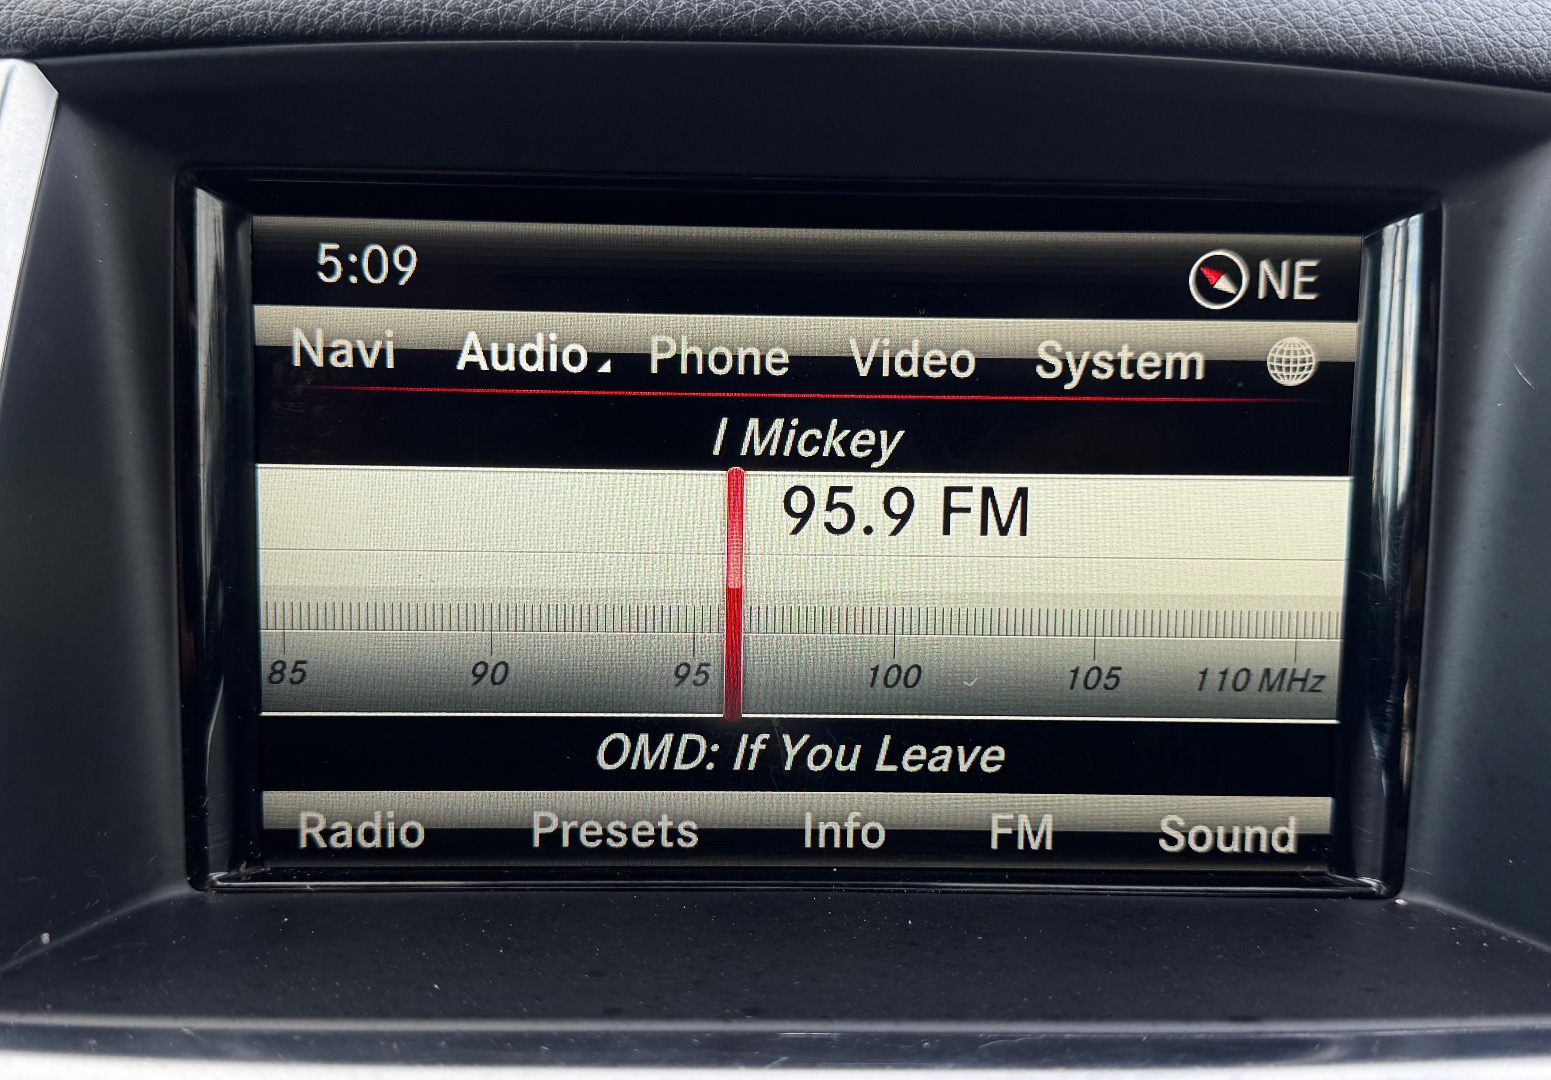 5:09 NE
Navi Audio Phone Video System
I Mickey
95.9 FM
85 90 95 100 105 110 MHz
OMD: If You Leave
Radio Presets Info FM Sound